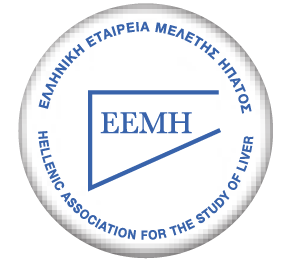 ΕΛΛΗΝΙΚΗ ΕΤΑΙΡΕΙΑ ΜΕΛΕΤΗΣ ΗΠΑΤΟΣ
ΕΕΜΗ
HELLENIC ASSOCIATION FOR THE STUDY OF LIVER